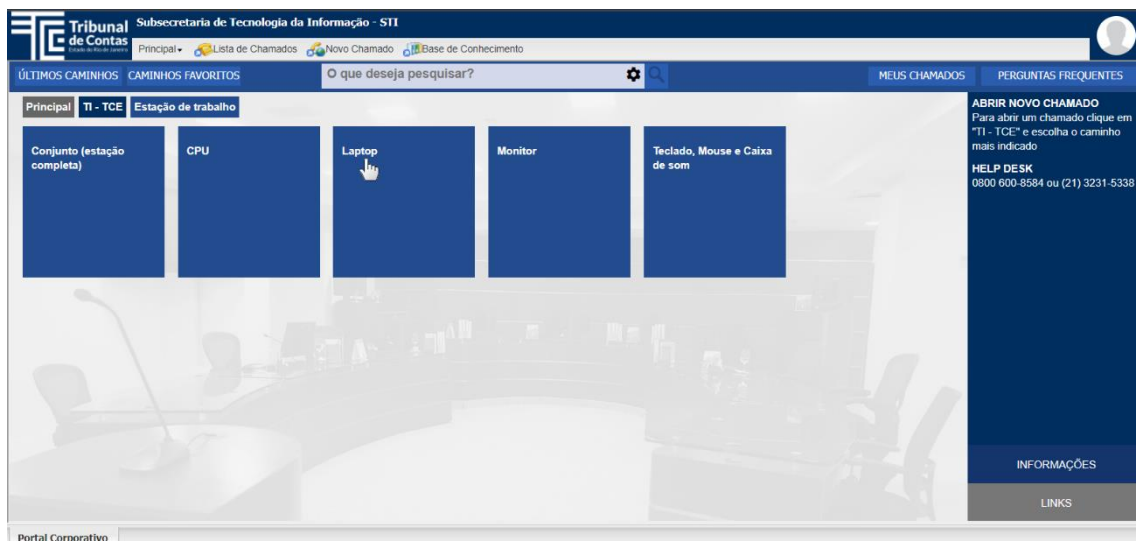 Tribunal
de Contas
Estado do Rio de Janeiro
Subsecretaria de Tecnologia da Informação - STI
Principal
Lista de Chamados
Novo Chamado
Base de Conhecimento
ÚLTIMOS CAMINHOS
CAMINHOS FAVORITOS
O que deseja pesquisar?
MEUS CHAMADOS
PERGUNTAS FREQUENTES
Principal
TI - TCE
Estação de trabalho
Conjunto (estação
completa)
CPU
Laptop
Monitor
Teclado, Mouse e Caixa
de som
ABRIR NOVO CHAMADO
Para abrir um chamado clique em
"TI - TCE" e escolha o caminho
mais indicado
HELP DESK
0800 600-8584 ou (21) 3231-5338
INFORMAÇÕES
LINKS
Portal Corporativo